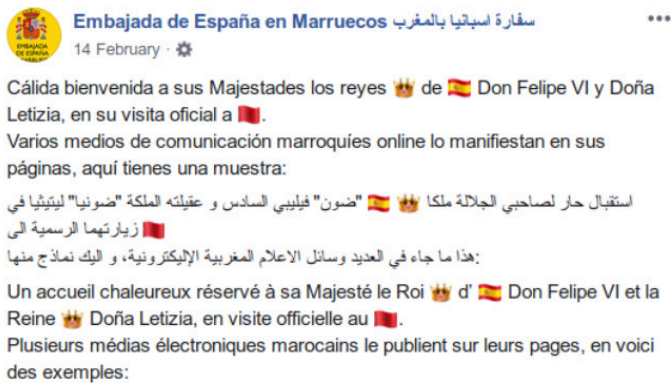 Embajada de España en Marruecos سفارة اسبانيا بالمغرب
14 February ·
EMBAJADA
DE ESPAÑA
Cálida bienvenida a sus Majestades los reyes 👑 de 🇪🇸 Don Felipe VI y Doña
Letizia, en su visita oficial a 🇲🇦.
Varios medios de comunicación marroquíes online lo manifiestan en sus
páginas, aquí tienes una muestra:
استقبال حار لصاحبي الجلالة ملكا 👑 🇪🇸 "ضون" فيليبي السادس و عقيلته الملكة "ضونيا" ليتيثيا في
زيارتهما الرسمية الى 🇲🇦
هذا ما جاء في العديد وسائل الاعلام المغربية الإليكترونية، و اليك نماذج منها:
Un accueil chaleureux réservé à sa Majesté le Roi 👑 d' 🇪🇸 Don Felipe VI et la
Reine 👑 Doña Letizia, en visite officielle au 🇲🇦.
Plusieurs médias électroniques marocains le publient sur leurs pages, en voici
des exemples: